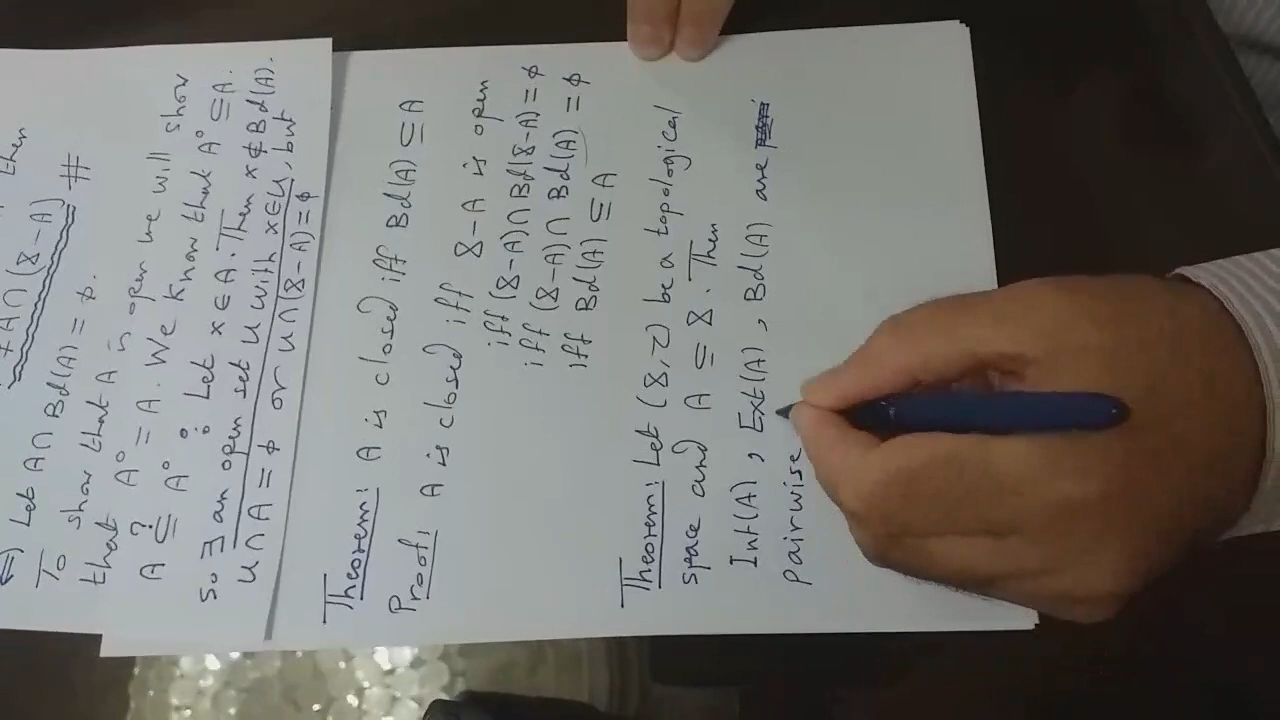 then
≠ A ∩ (X - A)
⇐) Let A ∩ Bd(A) = φ. #
To show that A is open we will show
that A° = A. We know that A° ⊆ A.
A ⊆? A° : Let x ∈ A. Then x ∉ Bd(A).
so ∃ an open set U with x ∈ U, but
U ∩ A = φ or U ∩ (X - A) = φ
Theorem: A is closed iff Bd(A) ⊆ A
Proof: A is closed iff X - A is open
iff (X - A) ∩ Bd(X - A) = φ
iff (X - A) ∩ Bd(A) = φ
iff Bd(A) ⊆ A
Theorem: Let (X, τ) be a topological
space and A ⊆ X. Then
Int(A), Ext(A), Bd(A) are
pairwise